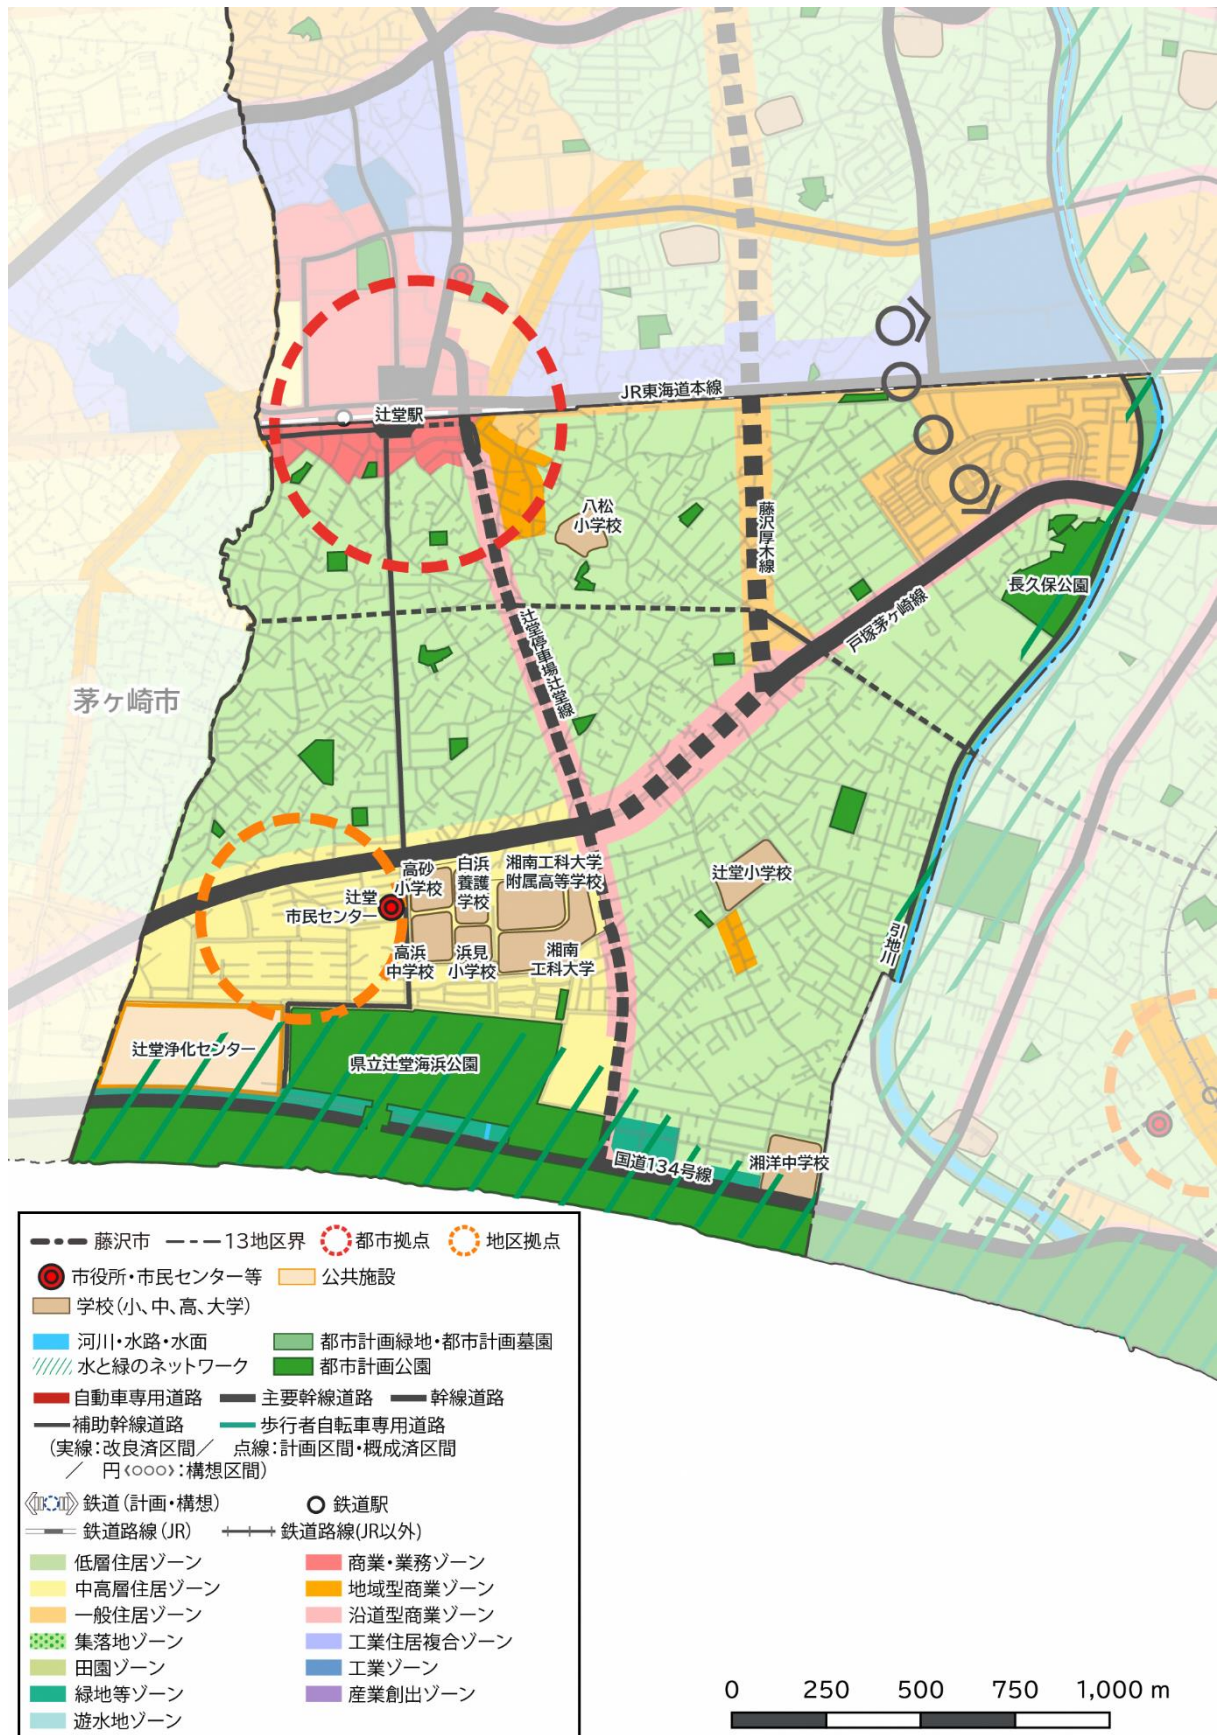 JR東海道本線
辻堂駅
八松
小学校
藤沢厚木線
長久保公園
戸塚茅ヶ崎線
辻堂停車場辻堂線
茅ヶ崎市
高砂
小学校
白浜
養護
学校
湘南工科大学
附属高等学校
辻堂小学校
辻堂
市民センター
高浜
中学校
浜見
小学校
湘南
工科大学
引地川
辻堂浄化センター
県立辻堂海浜公園
国道134号線
湘洋中学校
藤沢市 13地区界 都市拠点 地区拠点
市役所・市民センター等 公共施設
学校(小、中、高、大学)
河川・水路・水面 都市計画緑地・都市計画墓園
水と緑のネットワーク 都市計画公園
自動車専用道路 主要幹線道路 幹線道路
補助幹線道路 歩行者自転車専用道路
(実線:改良済区間/ 点線:計画区間・概成済区間
/ 円〈○○○〉:構想区間)
鉄道(計画・構想) 鉄道駅
鉄道路線(JR) 鉄道路線(JR以外)
低層住居ゾーン 商業・業務ゾーン
中高層住居ゾーン 地域型商業ゾーン
一般住居ゾーン 沿道型商業ゾーン
集落地ゾーン 工業住居複合ゾーン
田園ゾーン 工業ゾーン
緑地等ゾーン 産業創出ゾーン
遊水地ゾーン
0 250 500 750 1,000 m